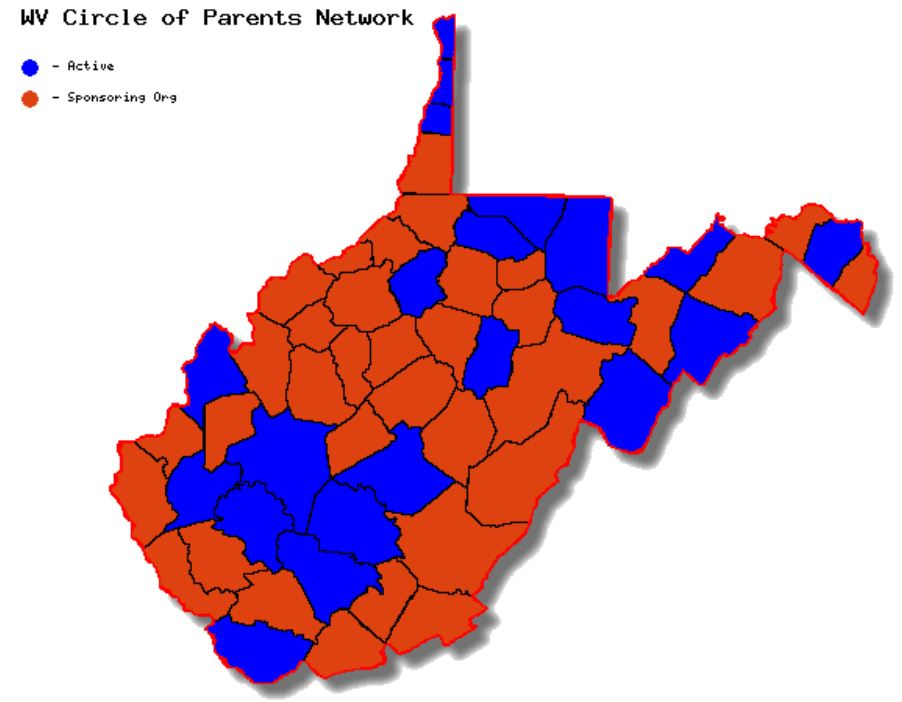 WV Circle of Parents Network
- Active
- Sponsoring Org